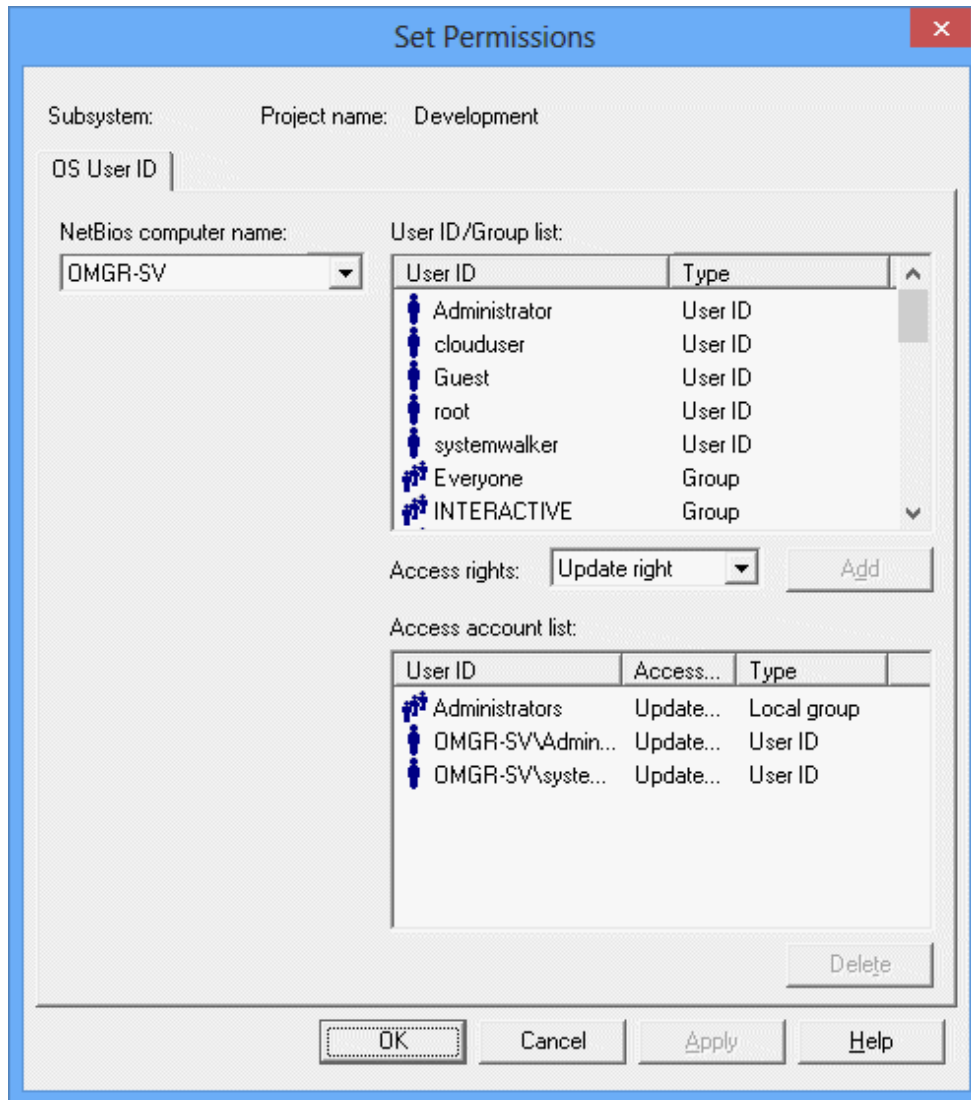 Set Permissions
Subsystem: Project name: Development
OS User ID
NetBios computer name:
OMGR-SV
User ID/Group list:
User ID Type
Administrator User ID
clouduser User ID
Guest User ID
root User ID
systemwalker User ID
Everyone Group
INTERACTIVE Group
Access rights: Update right Add
Access account list:
User ID Access... Type
Administrators Update... Local group
OMGR-SV\Admin... Update... User ID
OMGR-SV\syste... Update... User ID
Delete
OK Cancel Apply Help